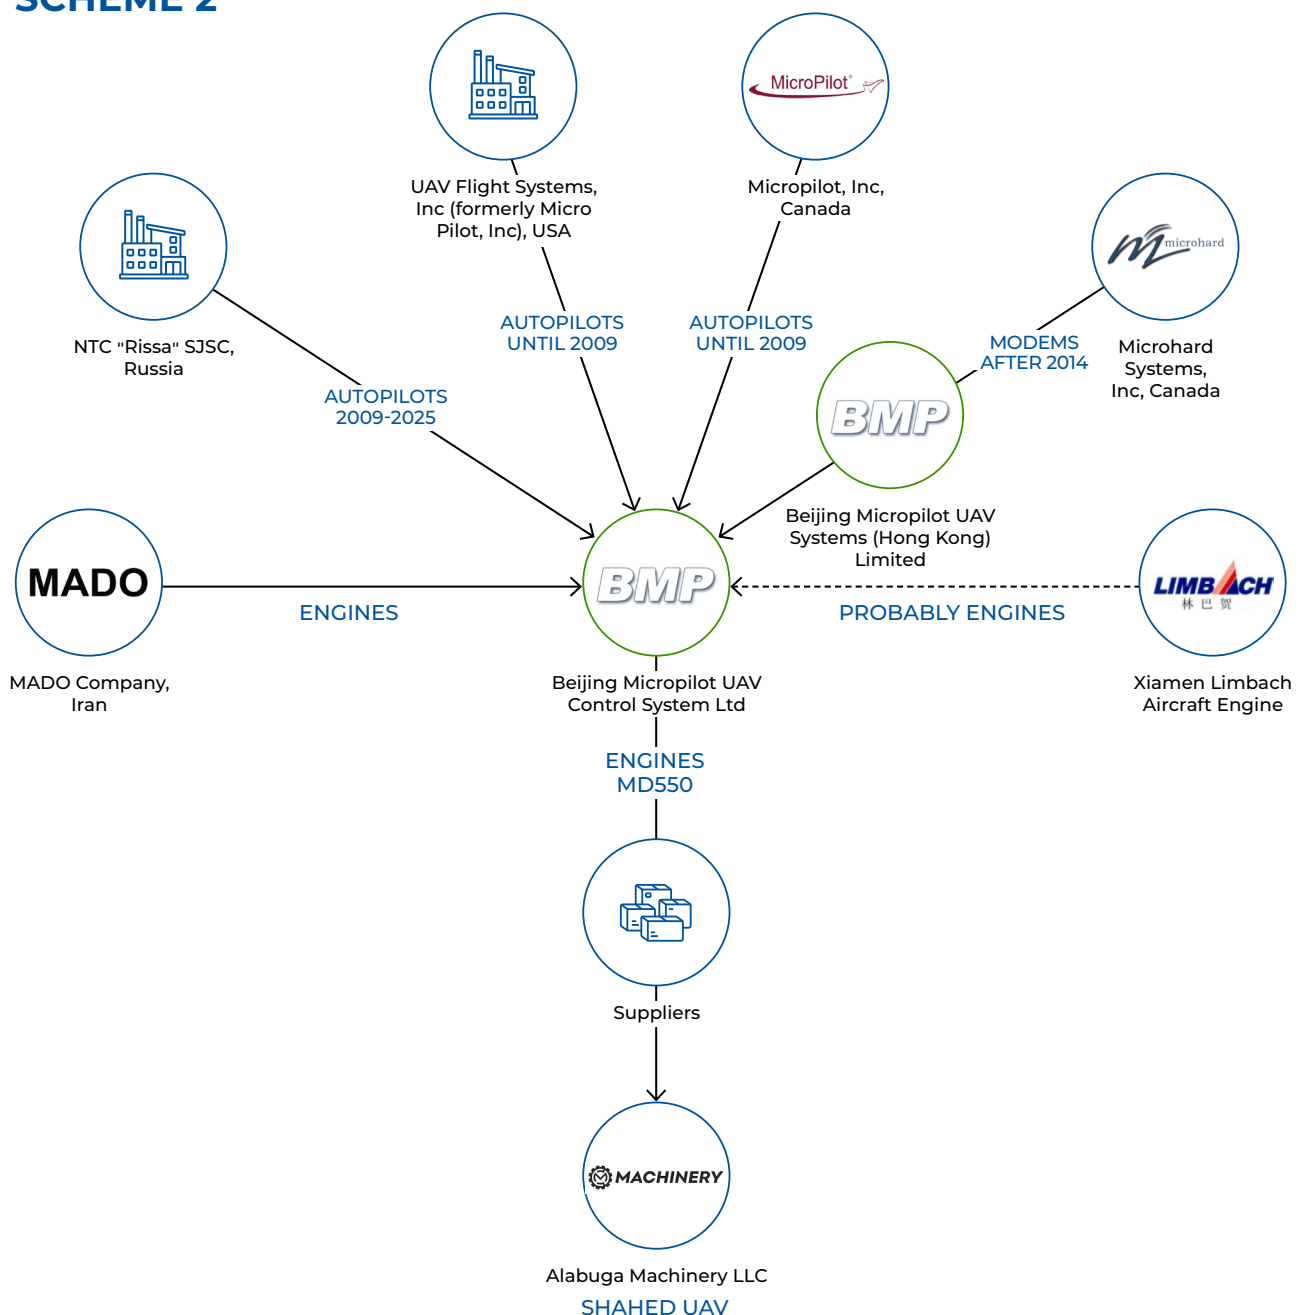 SCHEME 2
MicroPilot®
UAV Flight Systems,
Inc (formerly Micro
Pilot, Inc), USA
Micropilot, Inc,
Canada
microhard
NTC "Rissa" SJSC,
Russia
AUTOPILOTS
UNTIL 2009
AUTOPILOTS
UNTIL 2009
MODEMS
AFTER 2014
Microhard
Systems,
Inc, Canada
AUTOPILOTS
2009-2025
BMP
Beijing Micropilot UAV
Systems (Hong Kong)
Limited
MADO
ENGINES
BMP
PROBABLY ENGINES
LIMBACH
林巴贺
MADO Company,
Iran
Beijing Micropilot UAV
Control System Ltd
Xiamen Limbach
Aircraft Engine
ENGINES
MD550
Suppliers
MACHINERY
Alabuga Machinery LLC
SHAHED UAV